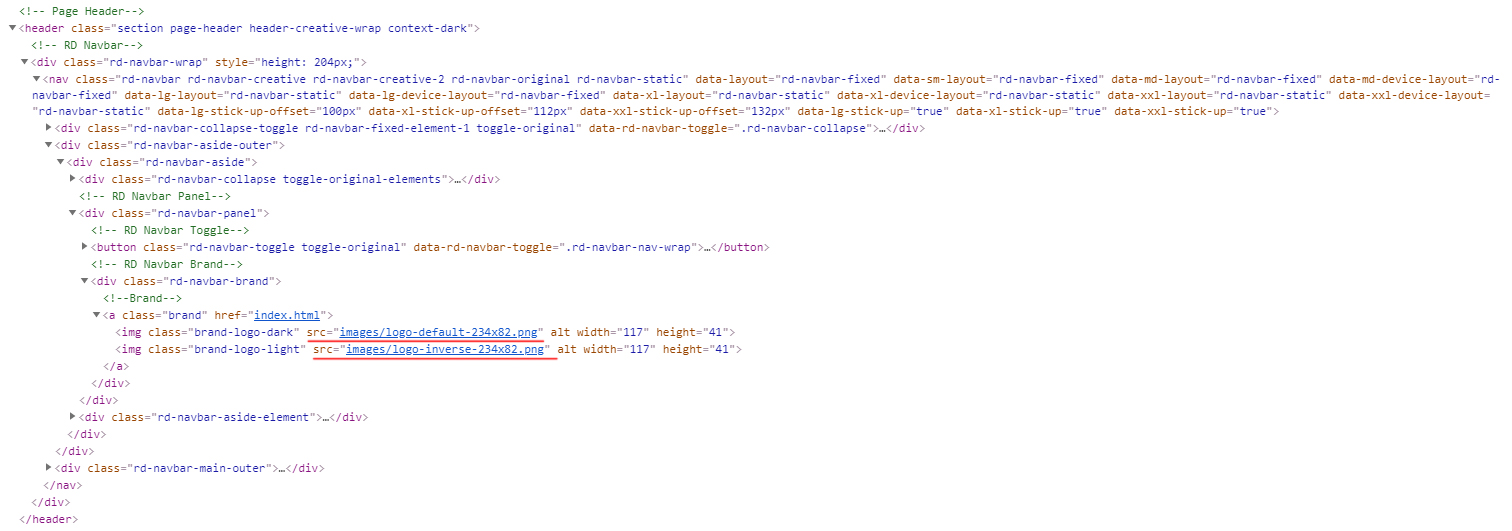 <!-- Page Header-->
<header class="section page-header header-creative-wrap context-dark">
<!-- RD Navbar-->
<div class="rd-navbar-wrap" style="height: 204px;">
<nav class="rd-navbar rd-navbar-creative rd-navbar-creative-2 rd-navbar-original rd-navbar-static" data-layout="rd-navbar-fixed" data-sm-layout="rd-navbar-fixed" data-md-layout="rd-navbar-fixed" data-md-device-layout="rd-
navbar-fixed" data-lg-layout="rd-navbar-static" data-lg-device-layout="rd-navbar-fixed" data-xl-layout="rd-navbar-static" data-xl-device-layout="rd-navbar-static" data-xxl-layout="rd-navbar-static" data-xxl-device-layout=
"rd-navbar-static" data-lg-stick-up-offset="100px" data-xl-stick-up-offset="112px" data-xxl-stick-up-offset="132px" data-lg-stick-up="true" data-xl-stick-up="true" data-xxl-stick-up="true">
<div class="rd-navbar-collapse-toggle rd-navbar-fixed-element-1 toggle-original" data-rd-navbar-toggle=".rd-navbar-collapse">…</div>
<div class="rd-navbar-aside-outer">
<div class="rd-navbar-aside">
<div class="rd-navbar-collapse toggle-original-elements">…</div>
<!-- RD Navbar Panel-->
<div class="rd-navbar-panel">
<!-- RD Navbar Toggle-->
<button class="rd-navbar-toggle toggle-original" data-rd-navbar-toggle=".rd-navbar-nav-wrap">…</button>
<!-- RD Navbar Brand-->
<div class="rd-navbar-brand">
<!--Brand-->
<a class="brand" href="index.html">
<img class="brand-logo-dark" src="images/logo-default-234x82.png" alt width="117" height="41">
<img class="brand-logo-light" src="images/logo-inverse-234x82.png" alt width="117" height="41">
</a>
</div>
</div>
<div class="rd-navbar-aside-element">…</div>
</div>
</div>
<div class="rd-navbar-main-outer">…</div>
</nav>
</div>
</header>